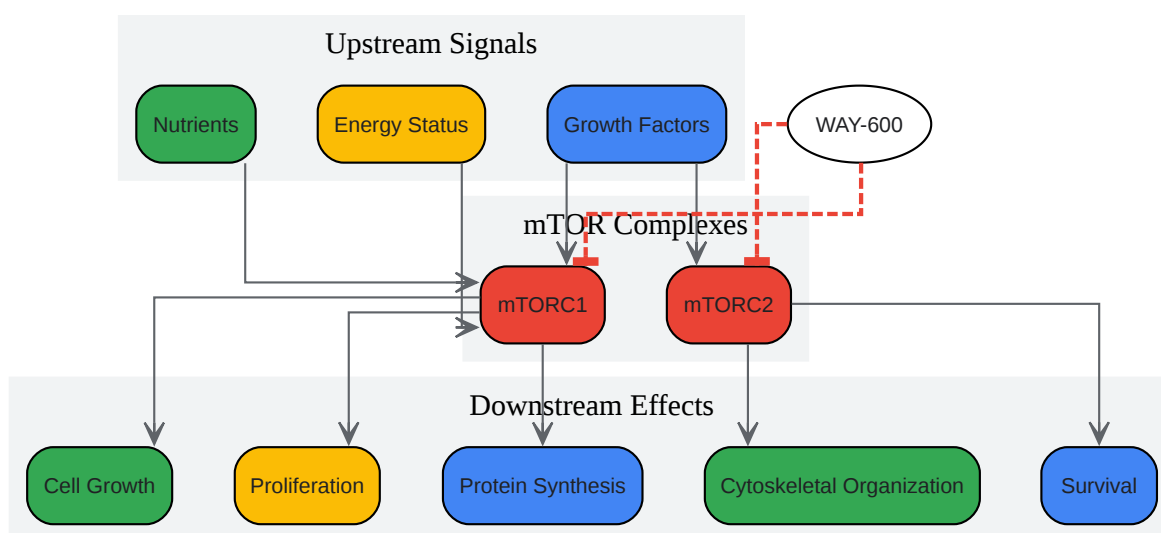 Upstream Signals
Nutrients
Energy Status
Growth Factors
WAY-600
mTOR Complexes
mTORC1
mTORC2
Downstream Effects
Cell Growth
Proliferation
Protein Synthesis
Cytoskeletal Organization
Survival